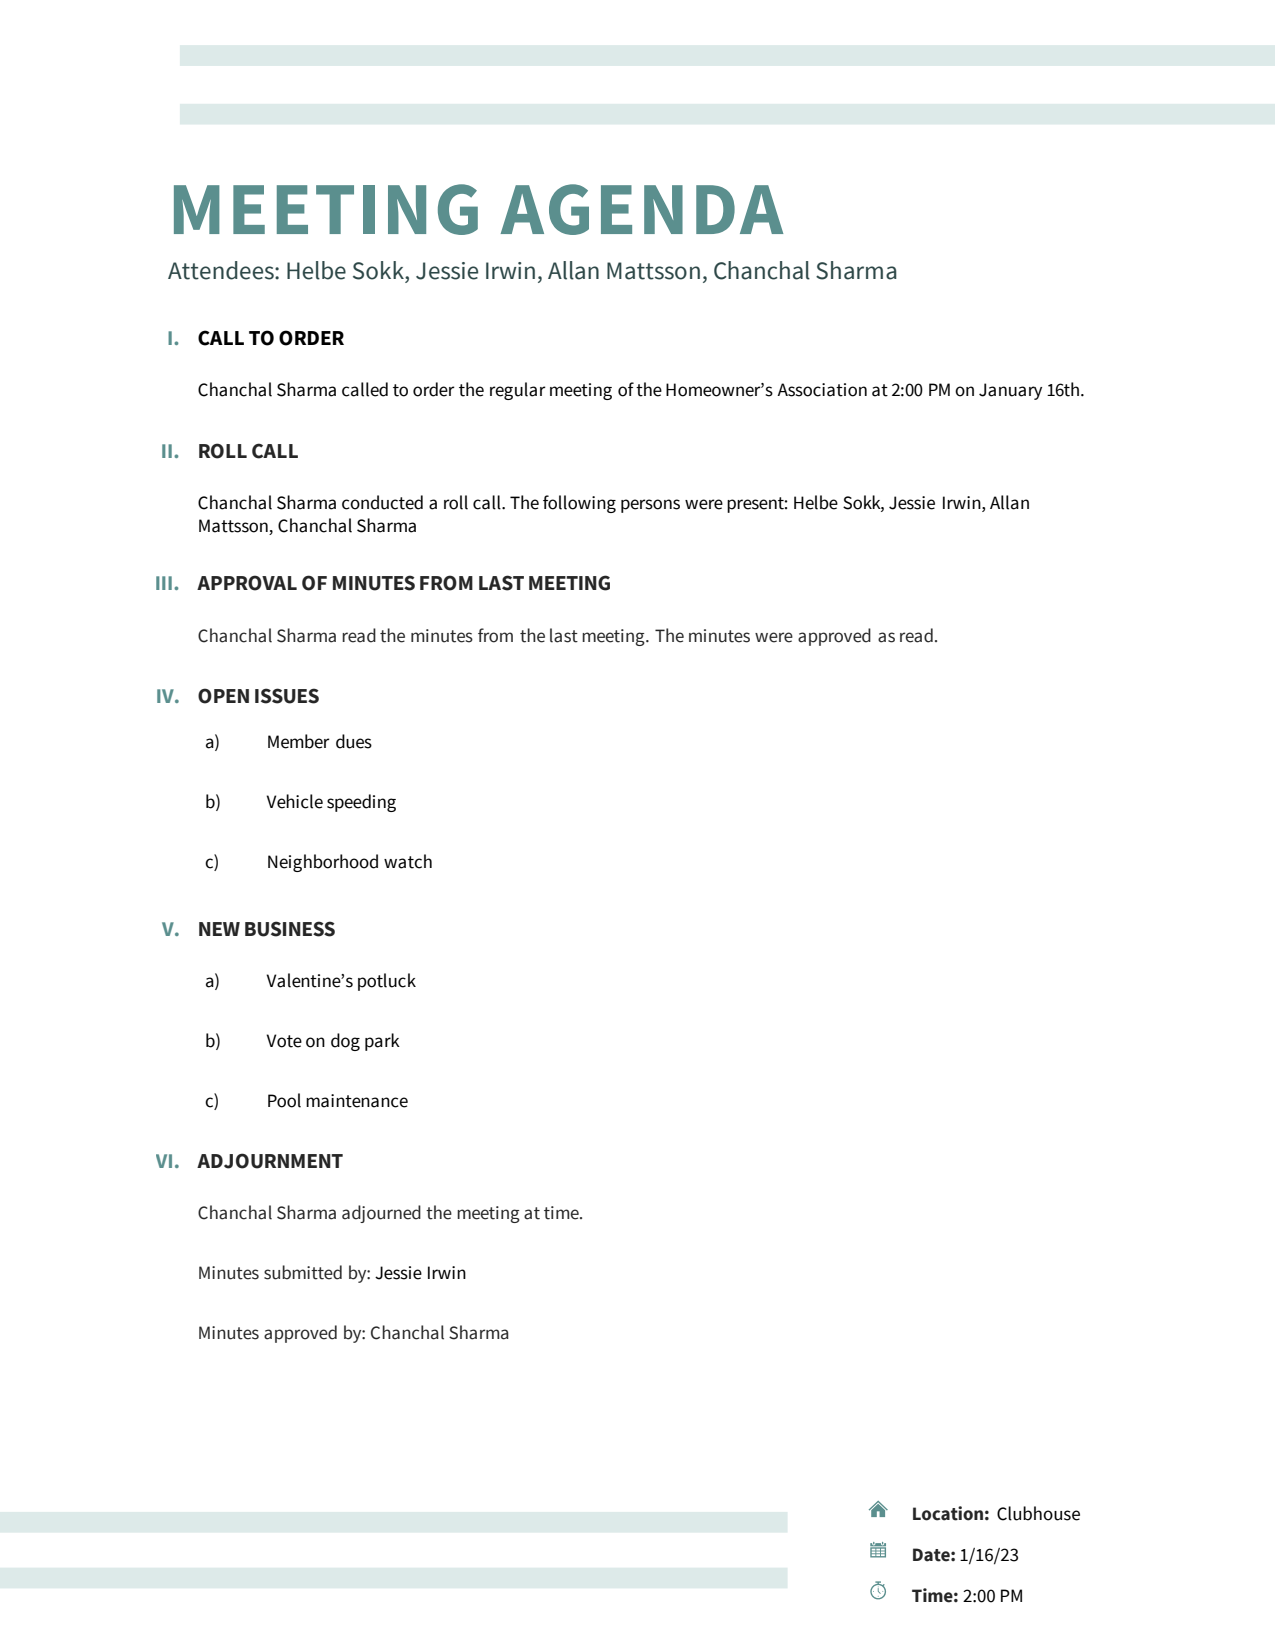 MEETING AGENDA
Attendees: Helbe Sokk, Jessie Irwin, Allan Mattsson, Chanchal Sharma
I. CALL TO ORDER
Chanchal Sharma called to order the regular meeting of the Homeowner’s Association at 2:00 PM on January 16th.
II. ROLL CALL
Chanchal Sharma conducted a roll call. The following persons were present: Helbe Sokk, Jessie Irwin, Allan
Mattsson, Chanchal Sharma
III. APPROVAL OF MINUTES FROM LAST MEETING
Chanchal Sharma read the minutes from the last meeting. The minutes were approved as read.
IV. OPEN ISSUES
a) Member dues
b) Vehicle speeding
c) Neighborhood watch
V. NEW BUSINESS
a) Valentine’s potluck
b) Vote on dog park
c) Pool maintenance
VI. ADJOURNMENT
Chanchal Sharma adjourned the meeting at time.
Minutes submitted by: Jessie Irwin
Minutes approved by: Chanchal Sharma
Location: Clubhouse
Date: 1/16/23
Time: 2:00 PM